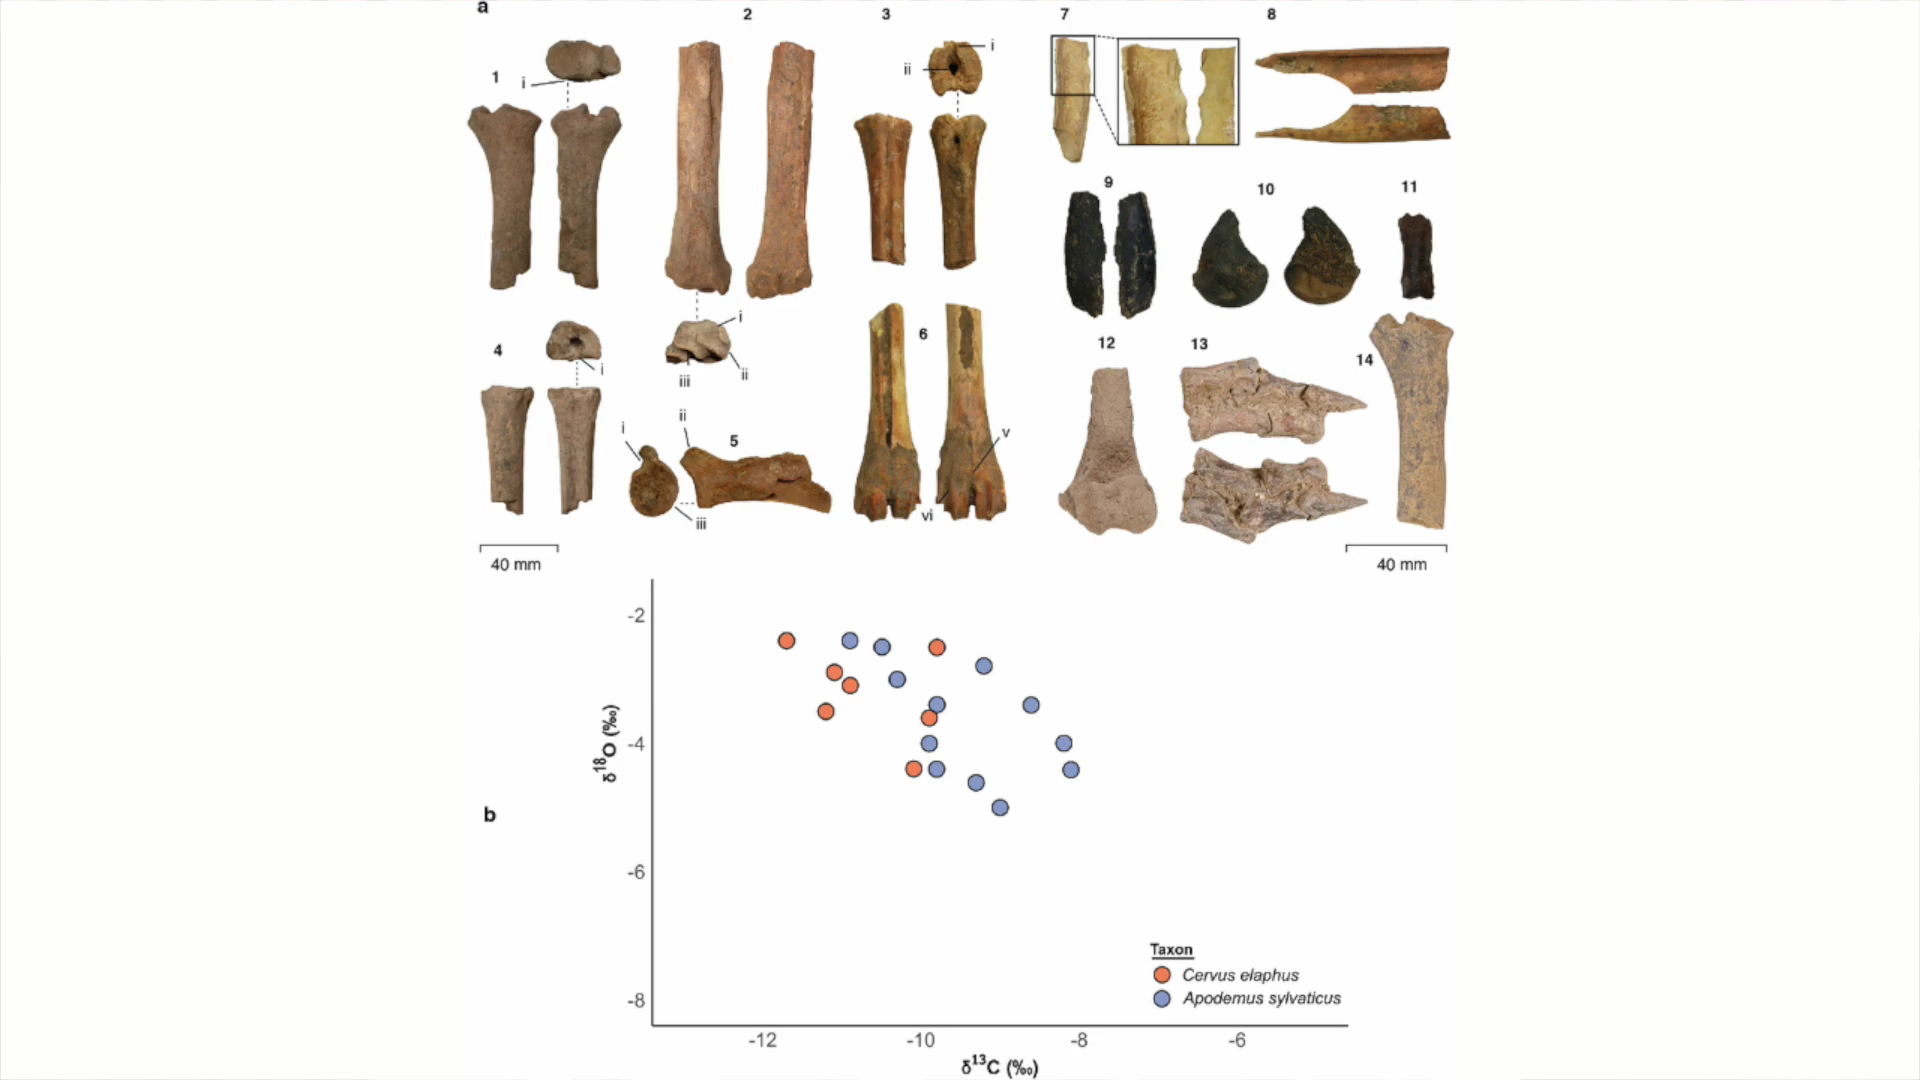 a
2
3
7
8
i
ii
1
i
9
10
11
i
6
12
13
14
4
i
ii
iii
ii
5
i
v
iii
vi
40 mm
40 mm
-2
-4
-6
-8
δ18O (‰)
b
Taxon
Cervus elaphus
Apodemus sylvaticus
-12
-10
-8
-6
δ13C (‰)